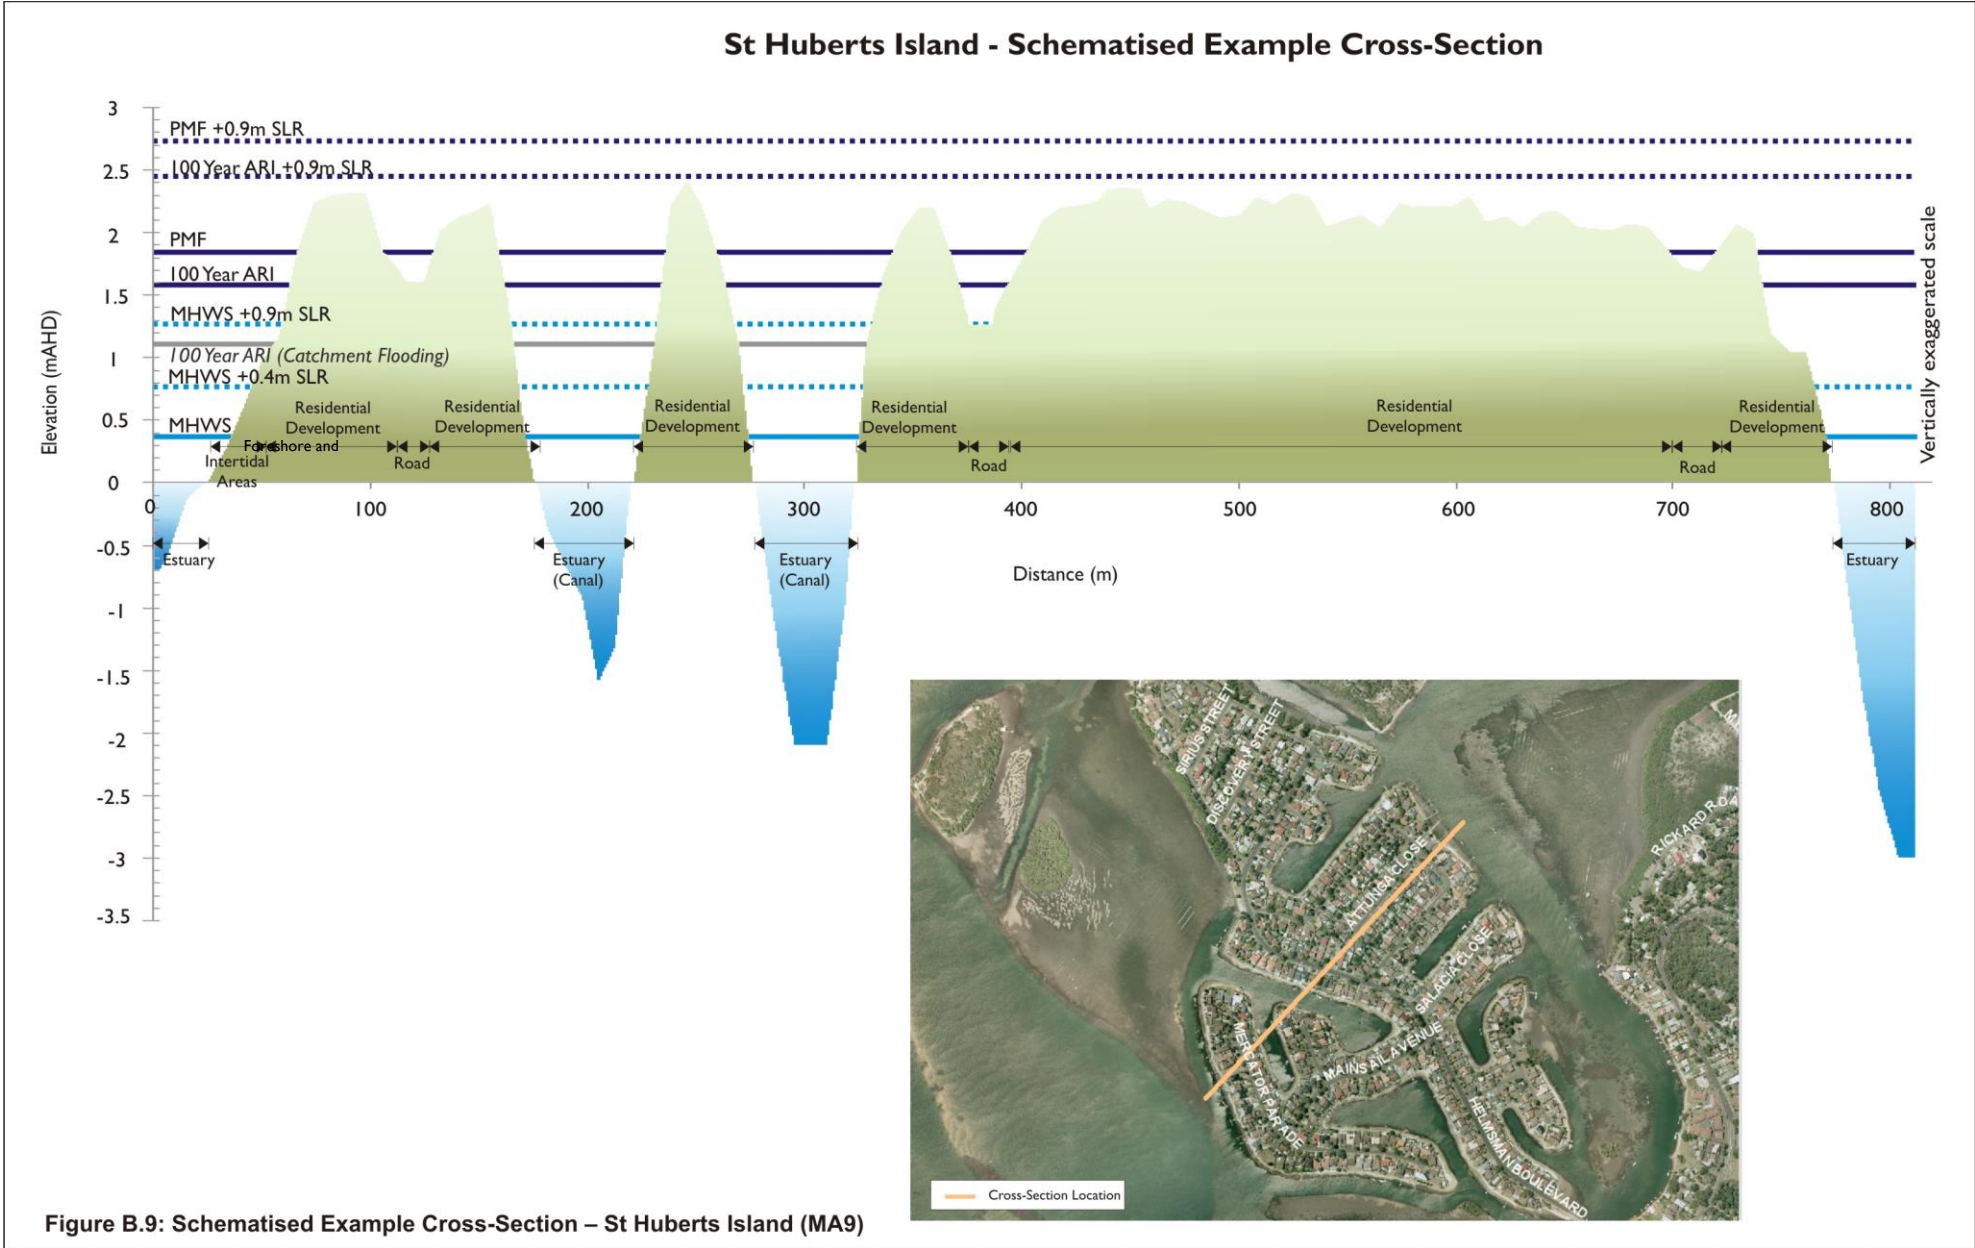 St Huberts Island - Schematised Example Cross-Section
3
PMF +0.9m SLR
100 Year ARI +0.9m SLR
2.5
PMF
2
100 Year ARI
1.5
MHWS +0.9m SLR
100 Year ARI (Catchment Flooding)
1
MHWS +0.4m SLR
0.5
MHWS
0
-0.5
-1
-1.5
-2
-2.5
-3
-3.5
Elevation (mAHD)
Vertically exaggerated scale
Residential
Development
Residential
Development
Residential
Development
Residential
Development
Residential
Development
Residential
Development
Foreshore and
Intertidal
Areas
Road
Road
Road
0
100
200
300
400
500
600
700
800
Estuary
Estuary
(Canal)
Estuary
(Canal)
Estuary
Distance (m)
SIRIUS STREET
DISCOVERY STREET
ATTUNGA CLOSE
RICKARD ROA
SALACIA CLOSE
MAINSAIL AVENUE
MERCATOR PARADE
HELMSMAN BOULEVARD
Cross-Section Location
Figure B.9: Schematised Example Cross-Section – St Huberts Island (MA9)